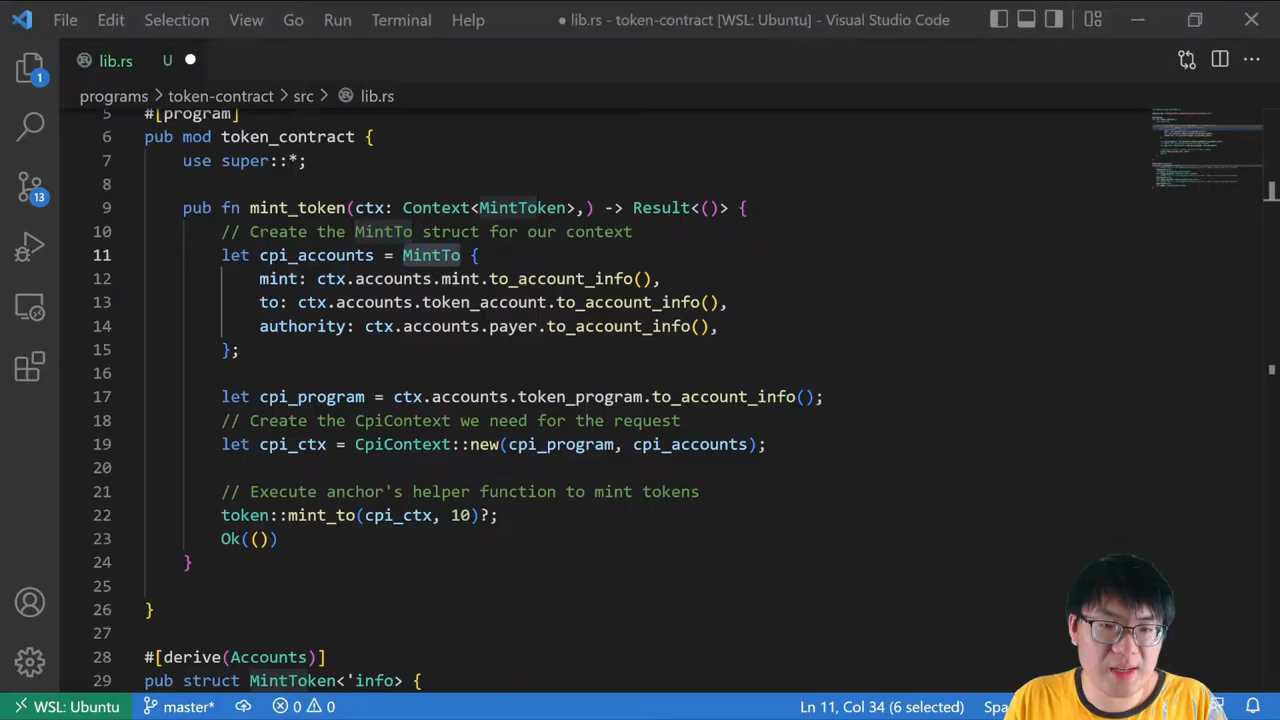 File Edit Selection View Go Run Terminal Help ● lib.rs - token-contract [WSL: Ubuntu] - Visual Studio Code
lib.rs U ●
1
programs > token-contract > src > lib.rs
13
5 #[program]
6 pub mod token_contract {
7 use super::*;
8
9 pub fn mint_token(ctx: Context<MintToken>,) -> Result<()> {
10 // Create the MintTo struct for our context
11 let cpi_accounts = MintTo {
12 mint: ctx.accounts.mint.to_account_info(),
13 to: ctx.accounts.token_account.to_account_info(),
14 authority: ctx.accounts.payer.to_account_info(),
15 };
16
17 let cpi_program = ctx.accounts.token_program.to_account_info();
18 // Create the CpiContext we need for the request
19 let cpi_ctx = CpiContext::new(cpi_program, cpi_accounts);
20
21 // Execute anchor's helper function to mint tokens
22 token::mint_to(cpi_ctx, 10)?;
23 Ok(())
24 }
25
26 }
27
28 #[derive(Accounts)]
29 pub struct MintToken<'info> {
WSL: Ubuntu master* 0 0 Ln 11, Col 34 (6 selected)